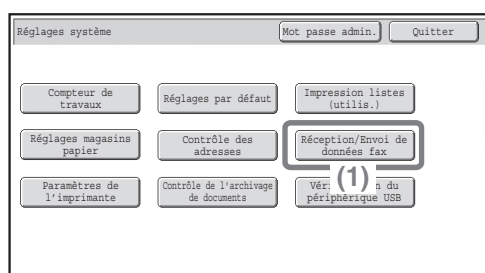 Réglages système
Mot passe admin.
Quitter
Compteur de
travaux
Réglages par défaut
Impression listes
(utilis.)
Réglages magasins
papier
Contrôle des
adresses
Réception/Envoi de
données fax
Paramètres de
l'imprimante
Contrôle de l'archivage
de documents
(1)
du
périphérique USB